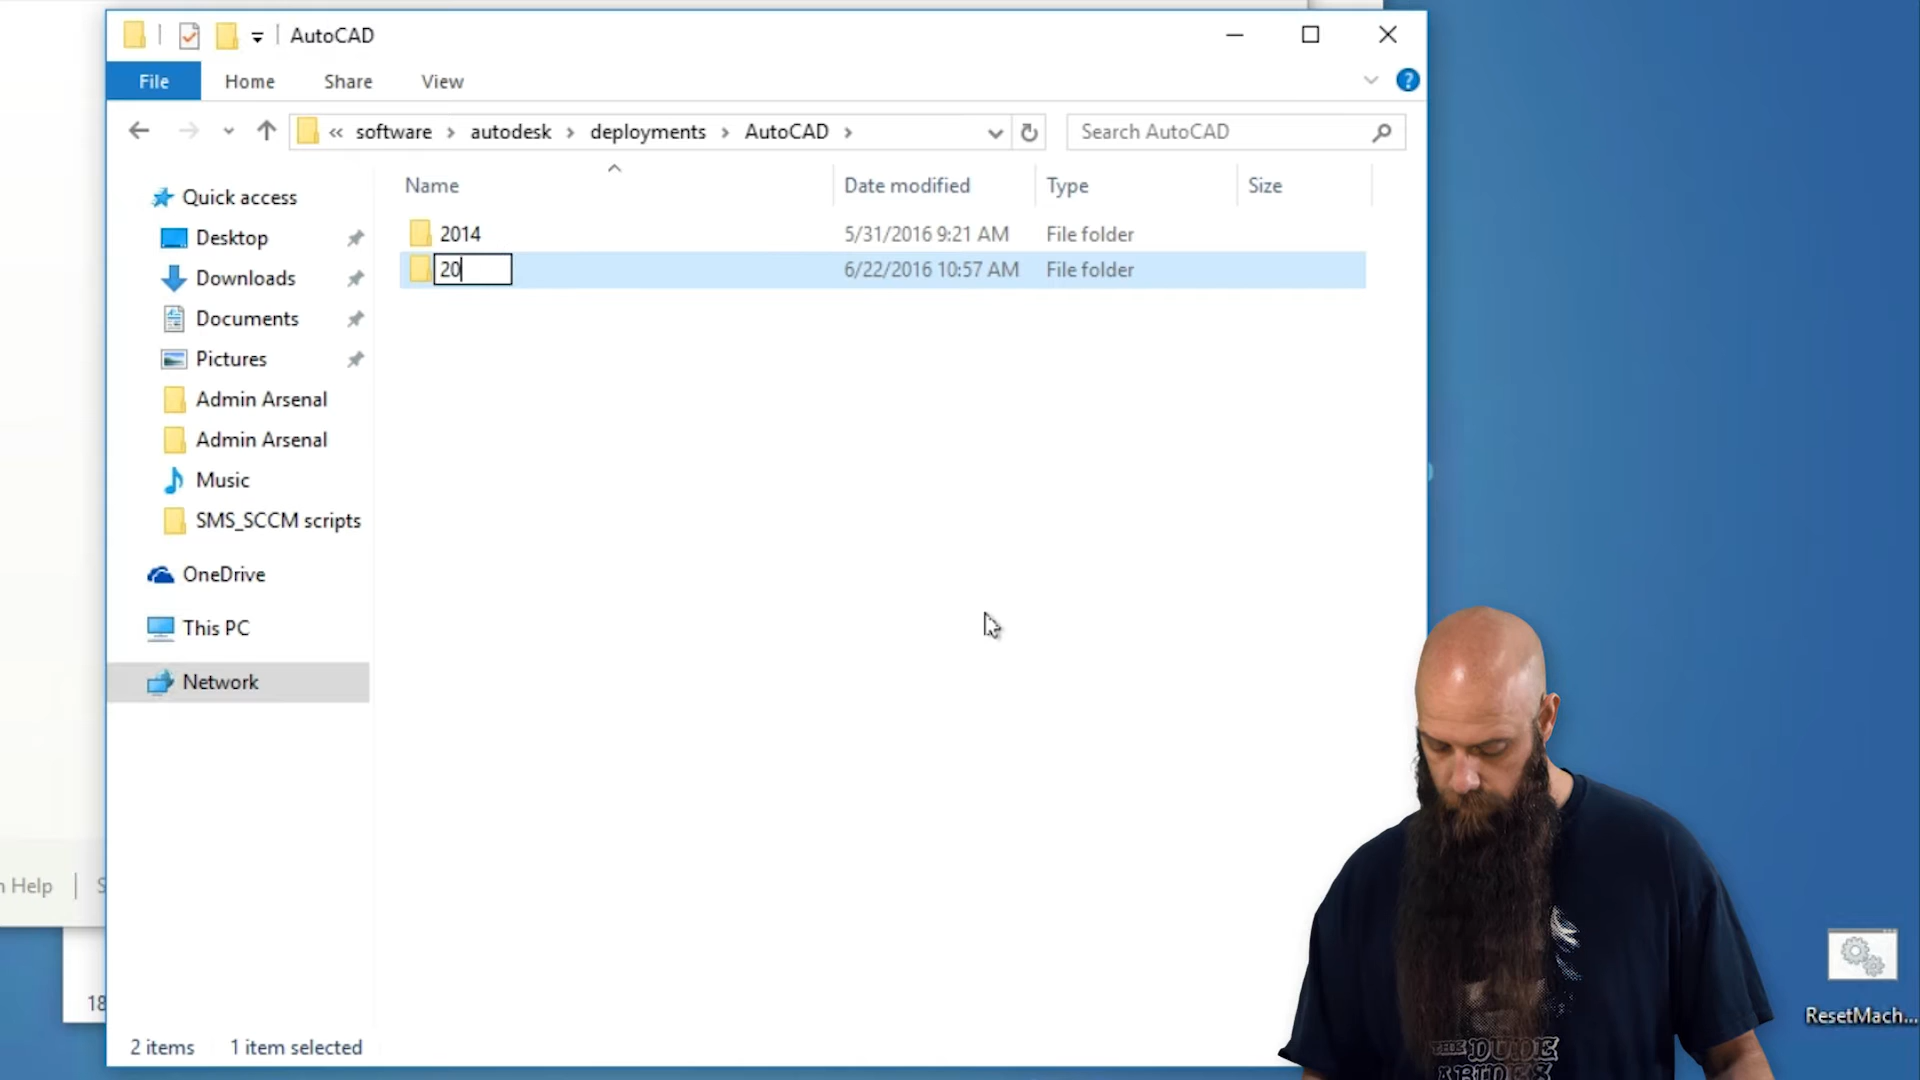 AutoCAD
File Home Share View
« software > autodesk > deployments > AutoCAD >
Search AutoCAD
Name Date modified Type Size
Quick access
Desktop
Downloads
Documents
Pictures
Admin Arsenal
Admin Arsenal
Music
SMS_SCCM scripts
OneDrive
This PC
Network
2014 5/31/2016 9:21 AM File folder
20 6/22/2016 10:57 AM File folder
Help
18
2 items 1 item selected
ResetMach...
THE DUDE
ABIDES